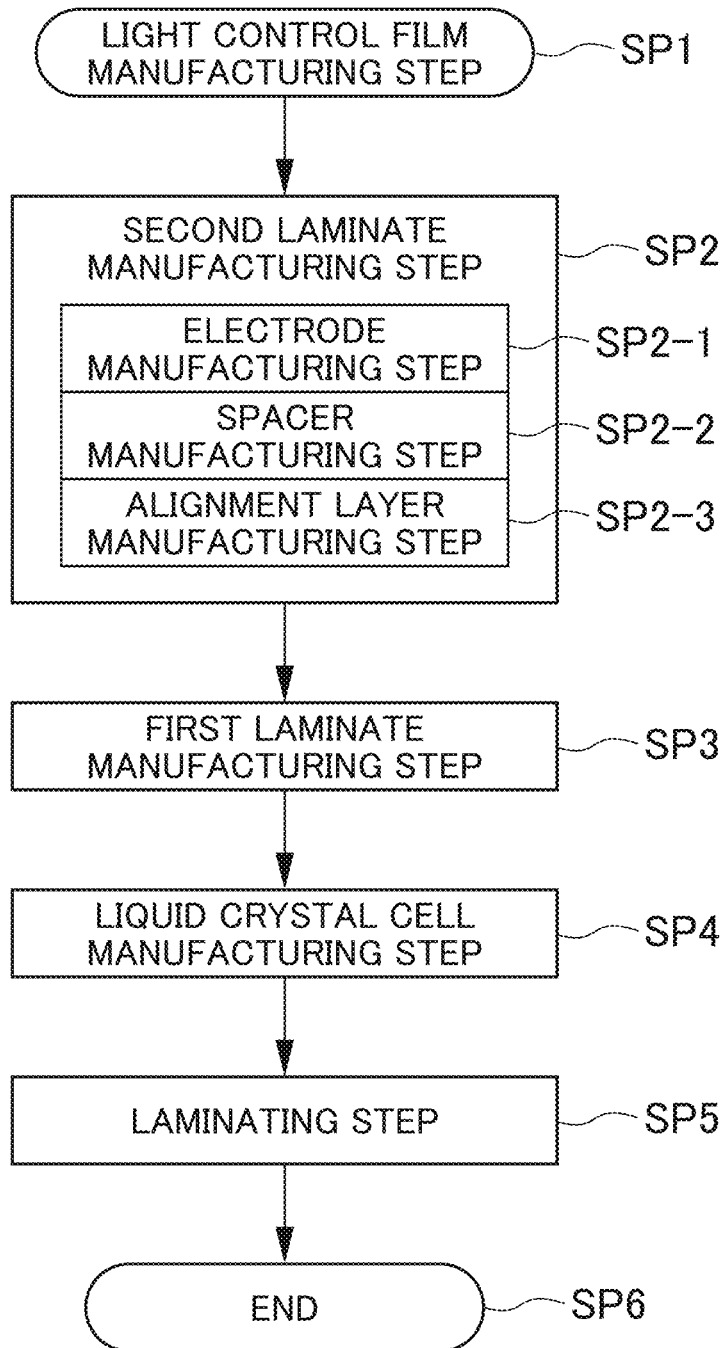 LIGHT CONTROL FILM
MANUFACTURING STEP
SP1
SECOND LAMINATE
MANUFACTURING STEP
SP2
ELECTRODE
MANUFACTURING STEP
SP2-1
SPACER
MANUFACTURING STEP
SP2-2
ALIGNMENT LAYER
MANUFACTURING STEP
SP2-3
FIRST LAMINATE
MANUFACTURING STEP
SP3
LIQUID CRYSTAL CELL
MANUFACTURING STEP
SP4
LAMINATING STEP
SP5
END
SP6